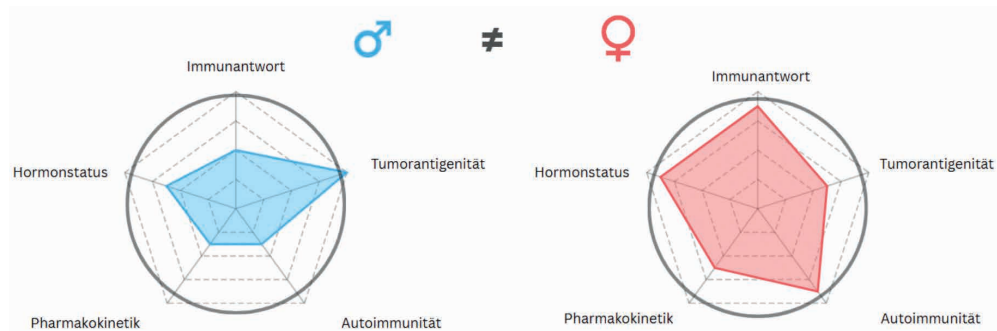 ♂ ≠ ♀
Immunantwort
Hormonstatus
Tumorantigenität
Pharmakokinetik
Autoimmunität
Immunantwort
Hormonstatus
Tumorantigenität
Pharmakokinetik
Autoimmunität